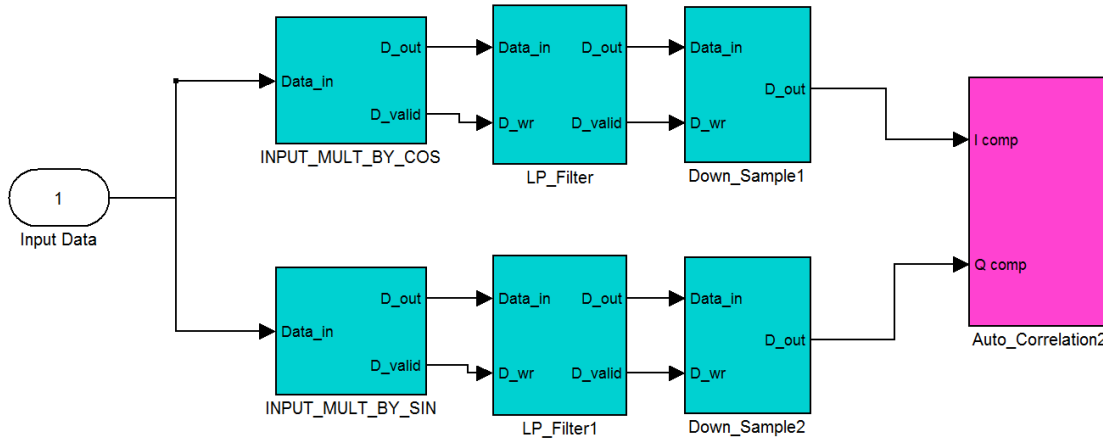 D_out
Data_in
D_valid
INPUT_MULT_BY_COS
Data_in
D_out
D_wr
D_valid
LP_Filter
Data_in
D_out
D_wr
Down_Sample1
1
Input Data
I comp
Q comp
Auto_Correlation2
D_out
Data_in
D_valid
INPUT_MULT_BY_SIN
Data_in
D_out
D_wr
D_valid
LP_Filter1
Data_in
D_out
D_wr
Down_Sample2